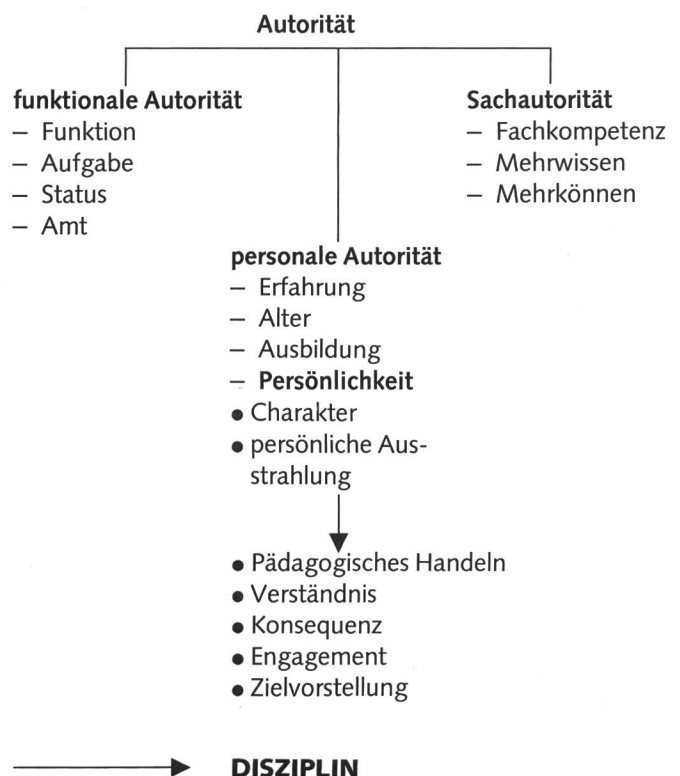 Autorität
funktionale Autorität
– Funktion
– Aufgabe
– Status
– Amt
Sachautorität
– Fachkompetenz
– Mehrwissen
– Mehrkönnen
personale Autorität
– Erfahrung
– Alter
– Ausbildung
– Persönlichkeit
• Charakter
• persönliche Aus-
strahlung
• Pädagogisches Handeln
• Verständnis
• Konsequenz
• Engagement
• Zielvorstellung
DISZIPLIN